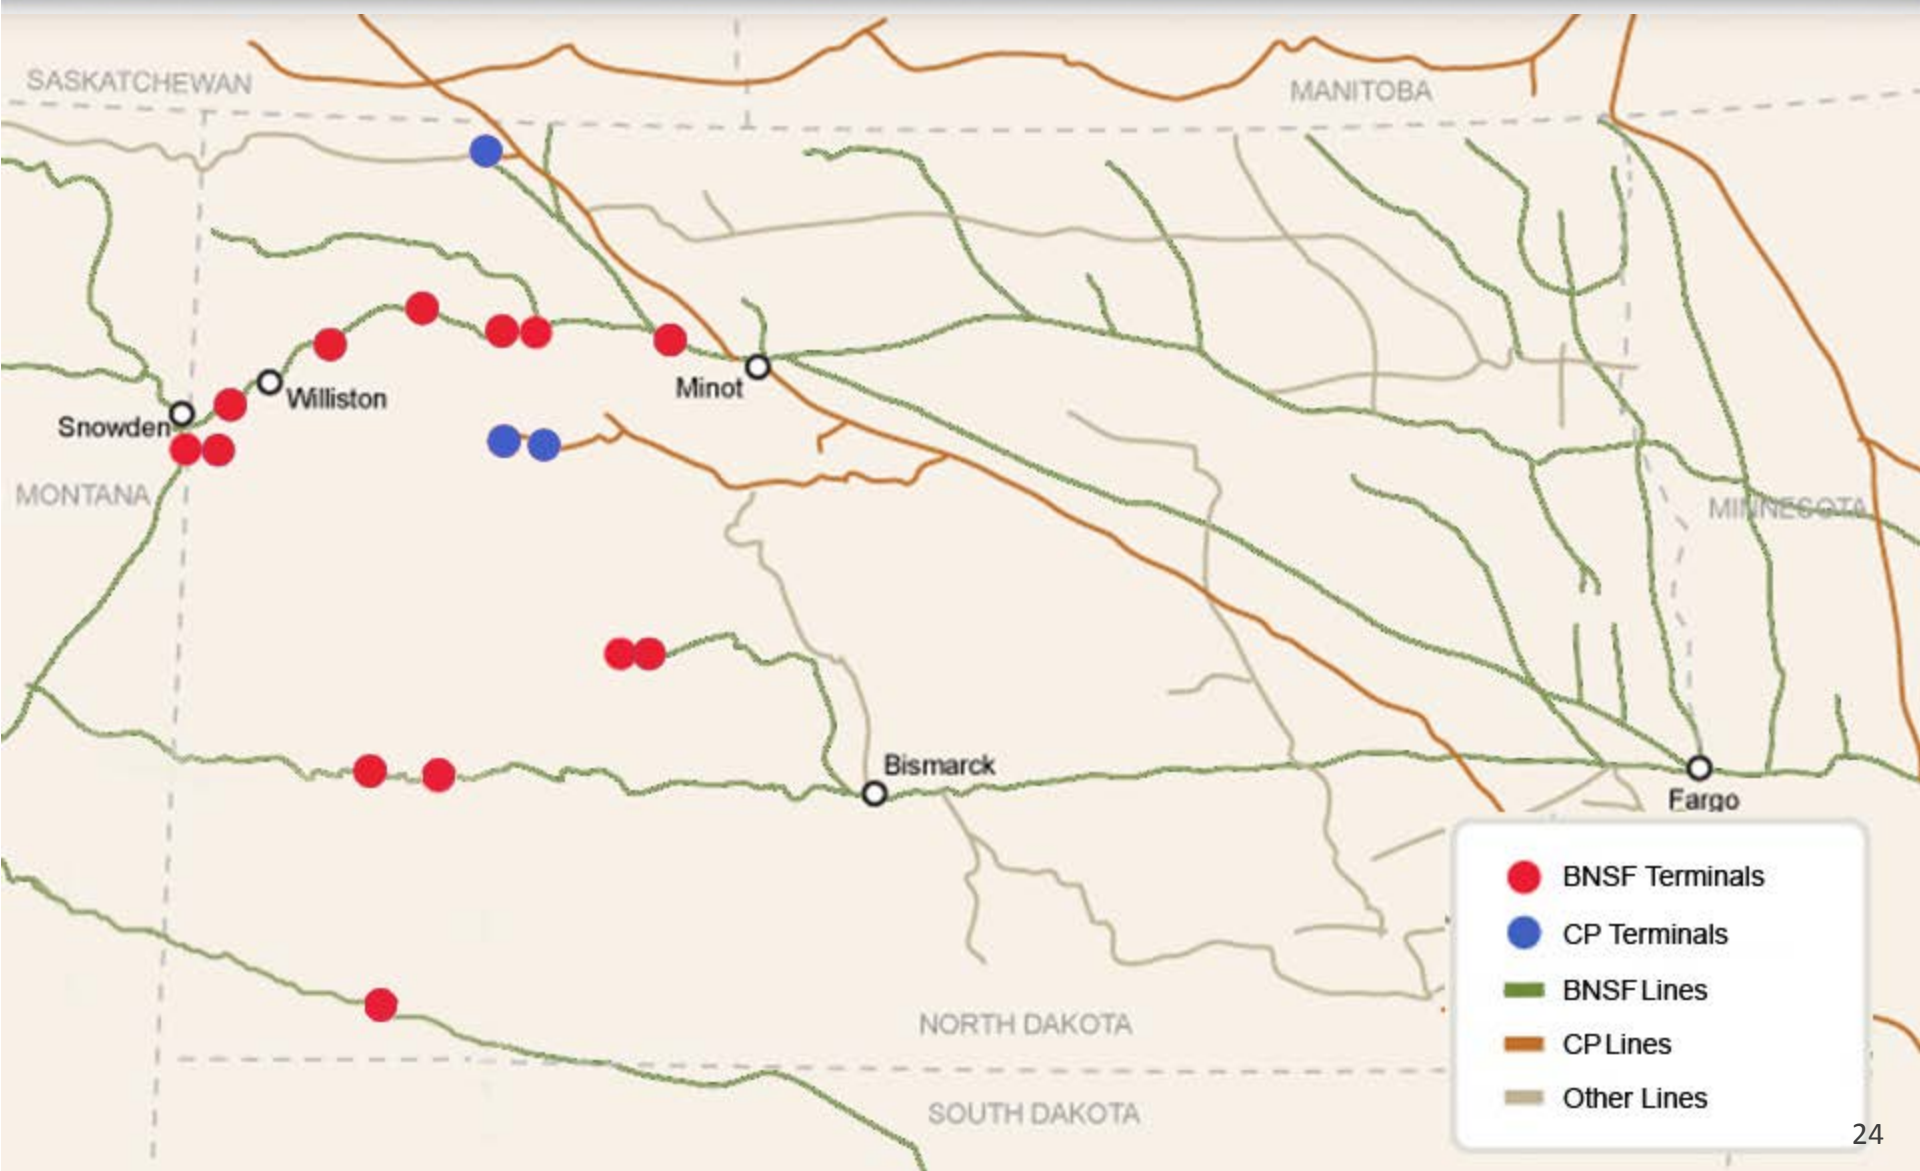 SASKATCHEWAN
MANITOBA
Minot
Williston
Snowden
MONTANA
MINNESOTA
Bismarck
Fargo
BNSF Terminals
CP Terminals
BNSF Lines
NORTH DAKOTA
CP Lines
Other Lines
SOUTH DAKOTA
24